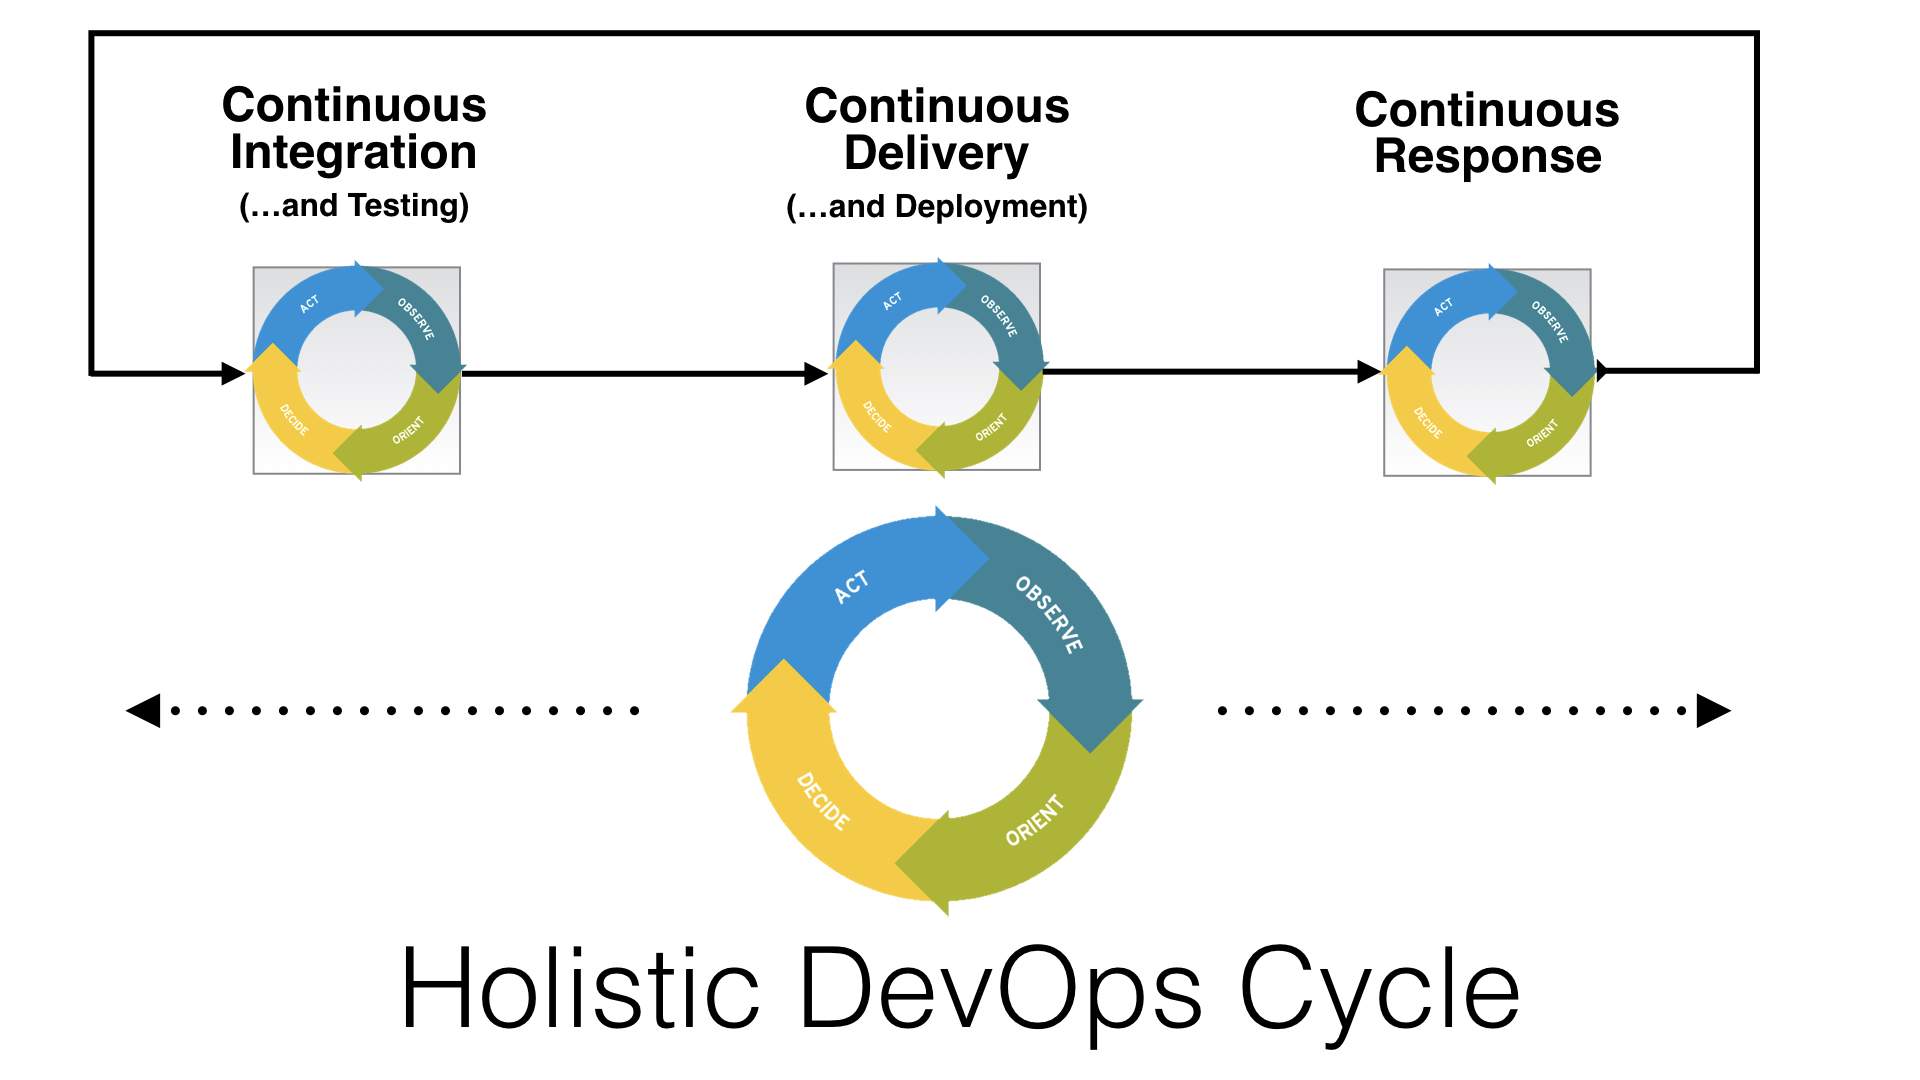 Continuous
Integration
(...and Testing)
Continuous
Delivery
(...and Deployment)
Continuous
Response
ACT
OBSERVE
DECIDE
ORIENT
ACT
OBSERVE
DECIDE
ORIENT
ACT
OBSERVE
DECIDE
ORIENT
ACT
OBSERVE
DECIDE
ORIENT
Holistic DevOps Cycle